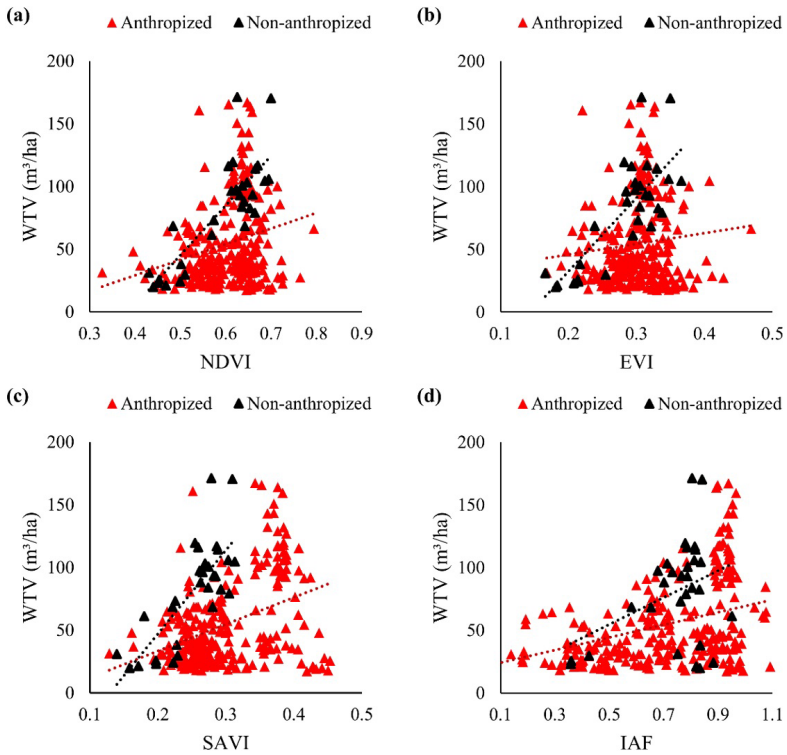 (a)
Anthropized Non-anthropized
WTV (m³/ha)
200
150
100
50
0
0.3 0.4 0.5 0.6 0.7 0.8 0.9
NDVI
(b)
Anthropized Non-anthropized
WTV (m³/ha)
200
150
100
50
0
0.1 0.2 0.3 0.4 0.5
EVI
(c)
Anthropized Non-anthropized
WTV (m³/ha)
200
150
100
50
0
0.1 0.2 0.3 0.4 0.5
SAVI
(d)
Anthropized Non-anthropized
WTV (m³/ha)
200
150
100
50
0
0.1 0.3 0.5 0.7 0.9 1.1
IAF